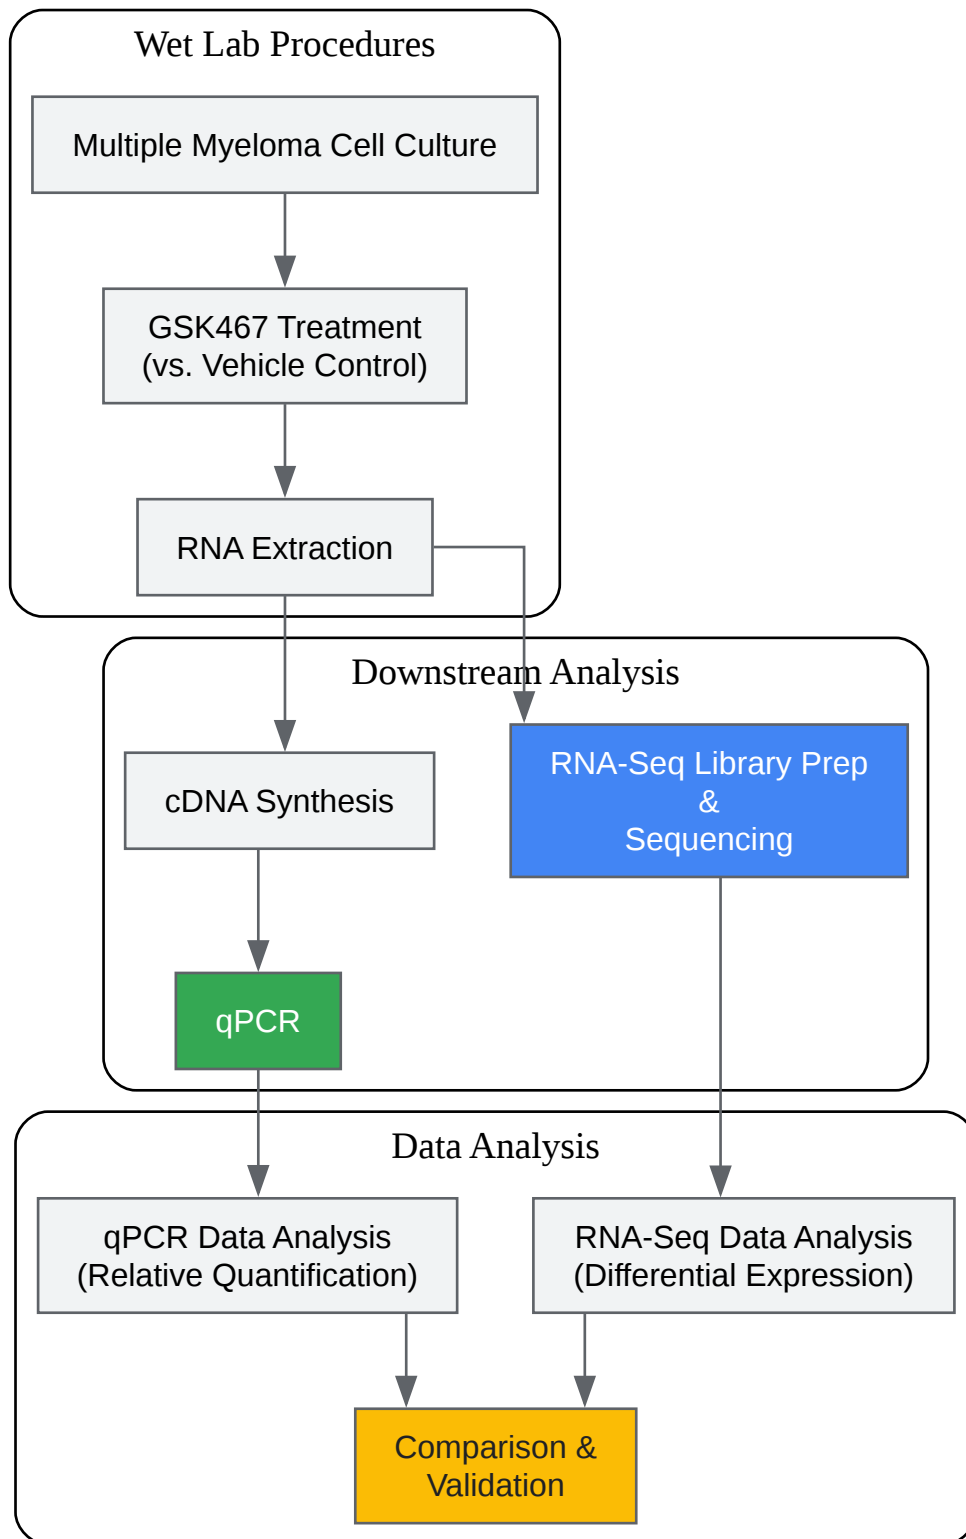 Wet Lab Procedures
Multiple Myeloma Cell Culture
GSK467 Treatment
(vs. Vehicle Control)
RNA Extraction
Downstream Analysis
cDNA Synthesis
RNA-Seq Library Prep
&
Sequencing
qPCR
Data Analysis
qPCR Data Analysis
(Relative Quantification)
RNA-Seq Data Analysis
(Differential Expression)
Comparison &
Validation